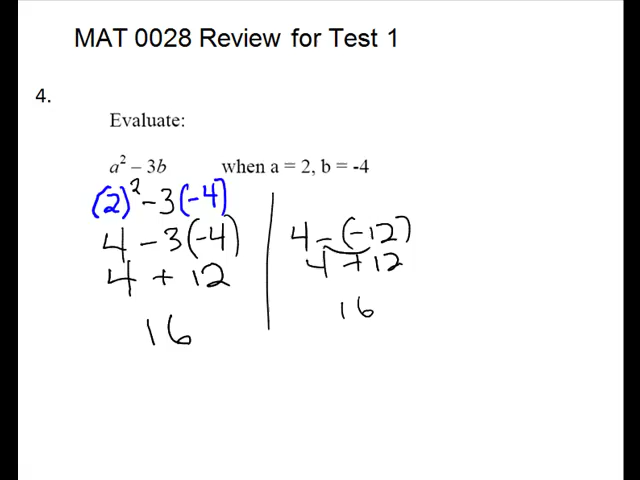 MAT 0028 Review for Test 1
4.
Evaluate:
a² – 3b when a = 2, b = -4
(2)² - 3(-4)
4 - 3(-4)
4 + 12
16
4 - (-12)
4 + 12
16